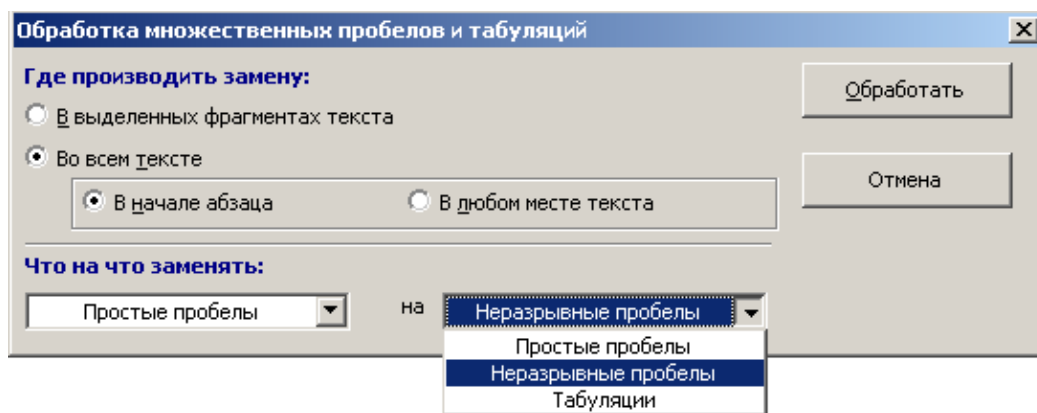 Обработка множественных пробелов и табуляций
Где производить замену:
Обработать
В выделенных фрагментах текста
Во всем тексте
Отмена
В начале абзаца
В любом месте текста
Что на что заменять:
Простые пробелы на Неразрывные пробелы
Простые пробелы
Неразрывные пробелы
Табуляции